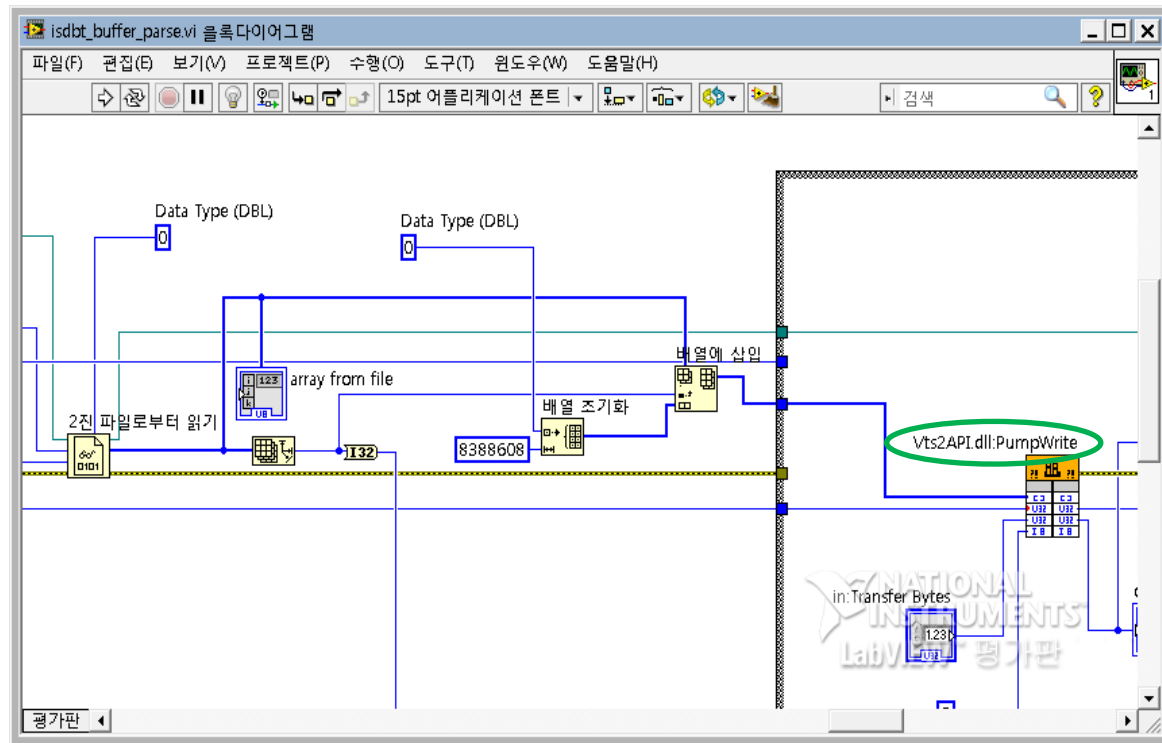 isdbt_buffer_parse.vi 블록다이어그램
파일(F) 편집(E) 보기(V) 프로젝트(P) 수행(O) 도구(T) 윈도우(W) 도움말(H)
15pt 어플리케이션 폰트 검색
1
Data Type (DBL)
0
Data Type (DBL)
0
배열에 삽입
i 123
j
k
U8
array from file
배열 조기화
2진 파일로부터 읽기
0101
I32
8388608
Vts2API.dll:PumpWrite
?! ?!
U32 U32
U32 U32
I8 I8
in:Transfer Bytes
1.23
U32
NATIONAL
INSTRUMENTS
LabVIEW 평가판
평가판